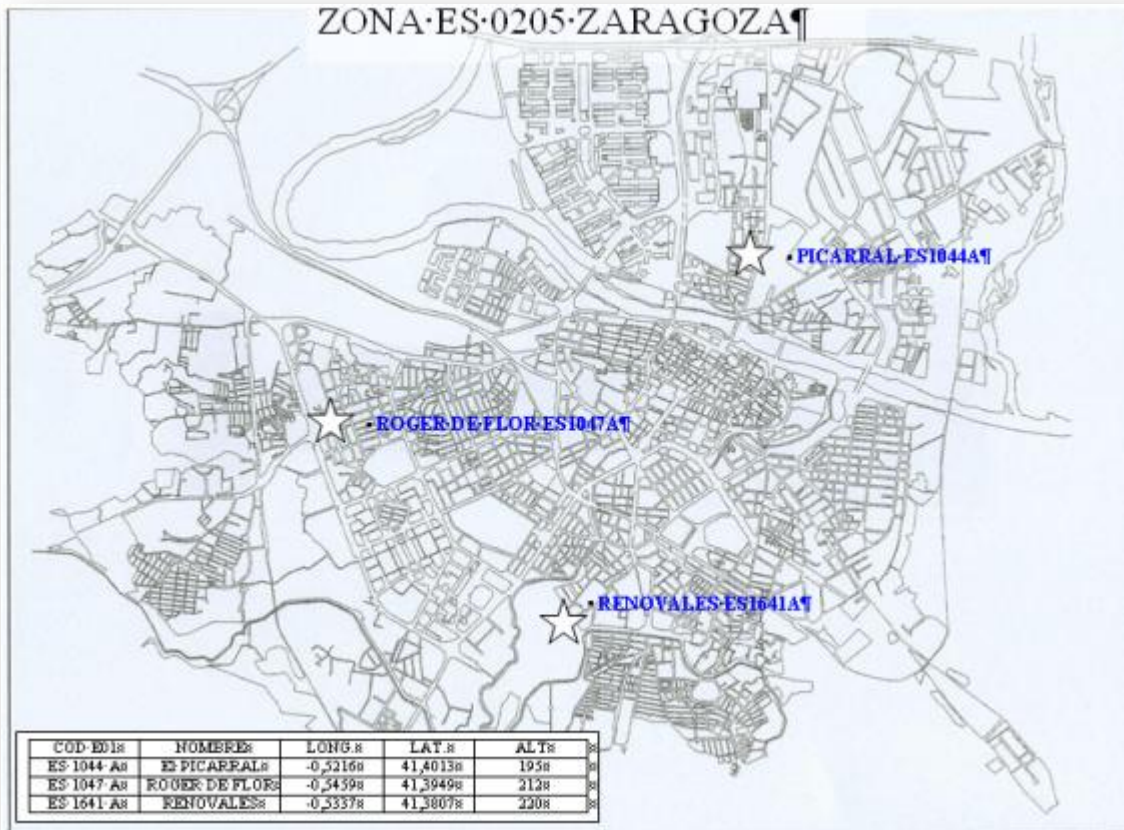 ZONA·ES·0205·ZARAGOZA¶
·PICARRAL·ES1044A¶
·ROGER·DE·FLOR·ES1047A¶
·RENOVALES·ES1641A¶
COD·E01¤ NOMBRE¤ LONG.¤ LAT.¤ ALT¤ ¤
ES·1044·A¤ El·PICARRAL¤ -0,5216¤ 41,4013¤ 195¤ ¤
ES·1047·A¤ ROGER·DE·FLOR¤ -0,5459¤ 41,3949¤ 212¤ ¤
ES·1641·A¤ RENOVALES¤ -0,5337¤ 41,3807¤ 220¤ ¤